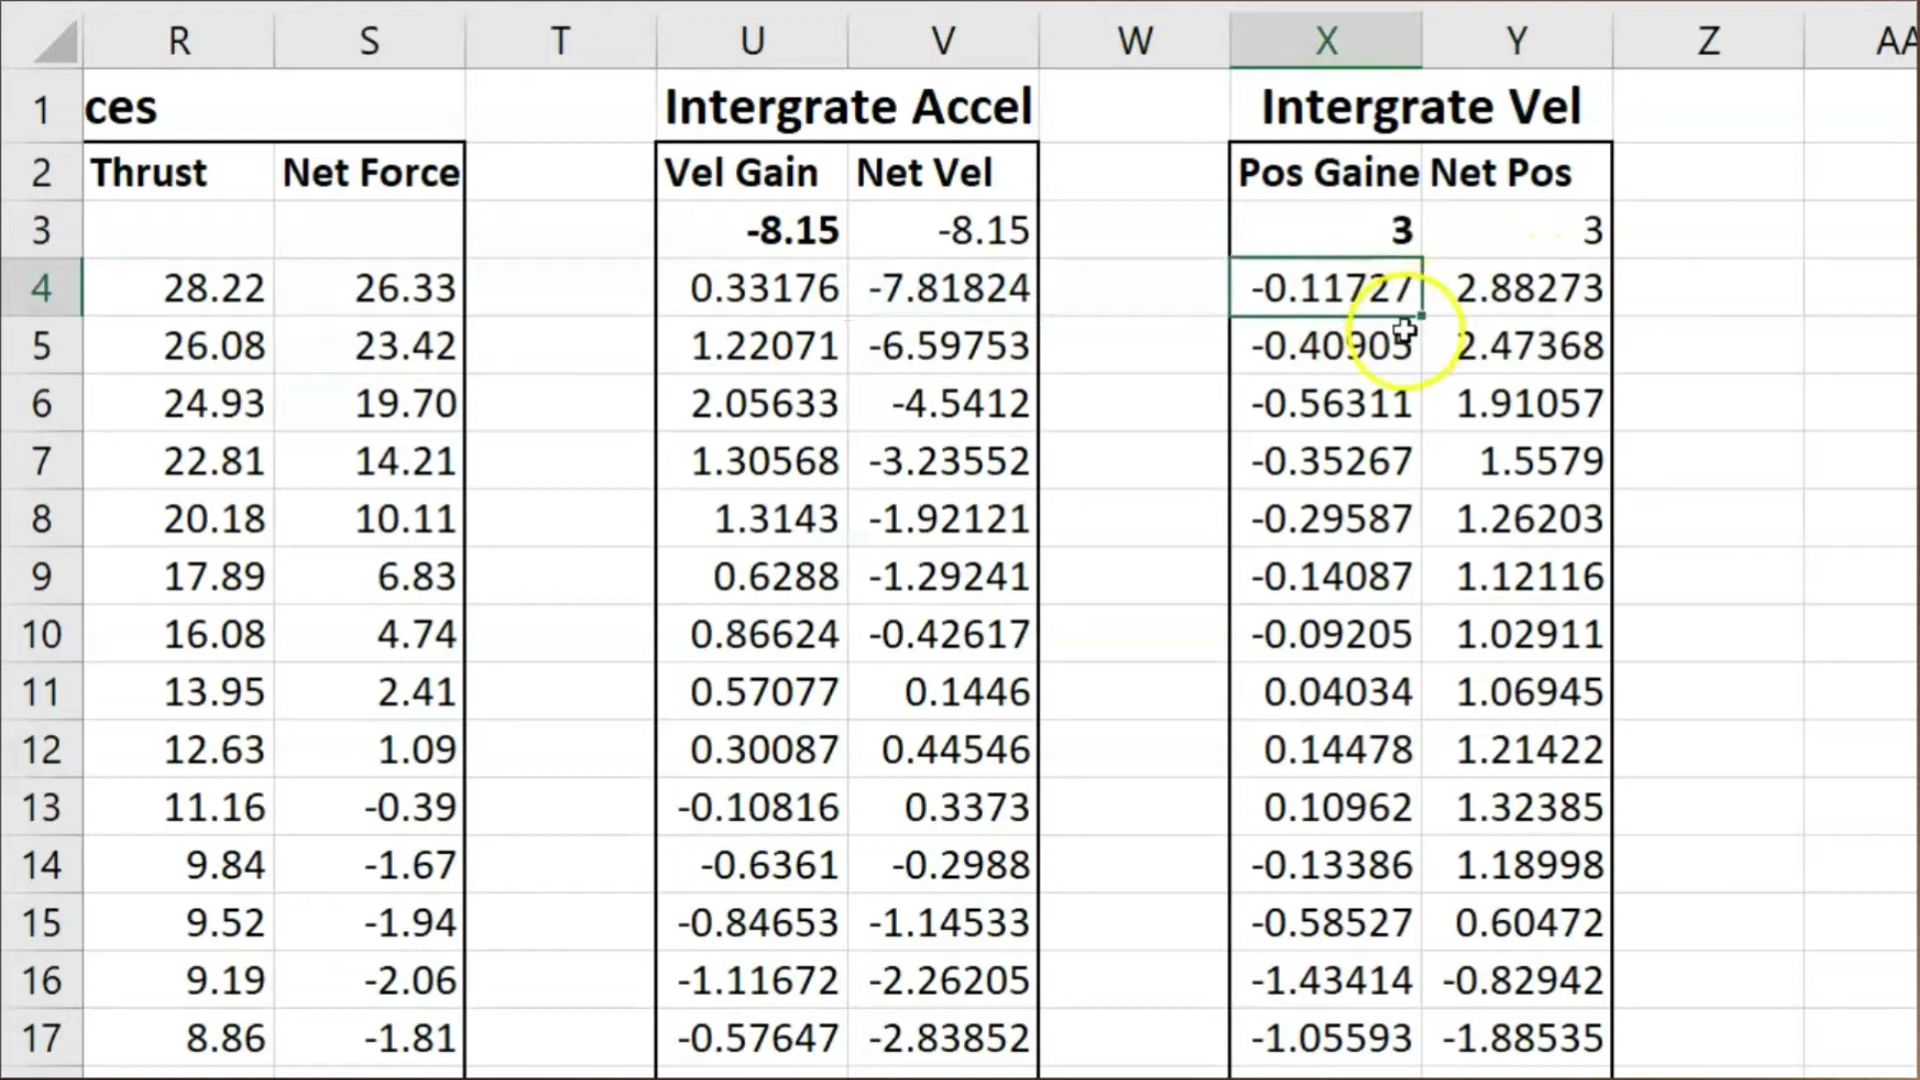 R S T U V W X Y Z AA
1 ces Intergrate Accel Intergrate Vel
2 Thrust Net Force Vel Gain Net Vel Pos Gaine Net Pos
3 -8.15 -8.15 3 3
4 28.22 26.33 0.33176 -7.81824 -0.11727 2.88273
5 26.08 23.42 1.22071 -6.59753 -0.40905 2.47368
6 24.93 19.70 2.05633 -4.5412 -0.56311 1.91057
7 22.81 14.21 1.30568 -3.23552 -0.35267 1.5579
8 20.18 10.11 1.3143 -1.92121 -0.29587 1.26203
9 17.89 6.83 0.6288 -1.29241 -0.14087 1.12116
10 16.08 4.74 0.86624 -0.42617 -0.09205 1.02911
11 13.95 2.41 0.57077 0.1446 0.04034 1.06945
12 12.63 1.09 0.30087 0.44546 0.14478 1.21422
13 11.16 -0.39 -0.10816 0.3373 0.10962 1.32385
14 9.84 -1.67 -0.6361 -0.2988 -0.13386 1.18998
15 9.52 -1.94 -0.84653 -1.14533 -0.58527 0.60472
16 9.19 -2.06 -1.11672 -2.26205 -1.43414 -0.82942
17 8.86 -1.81 -0.57647 -2.83852 -1.05593 -1.88535